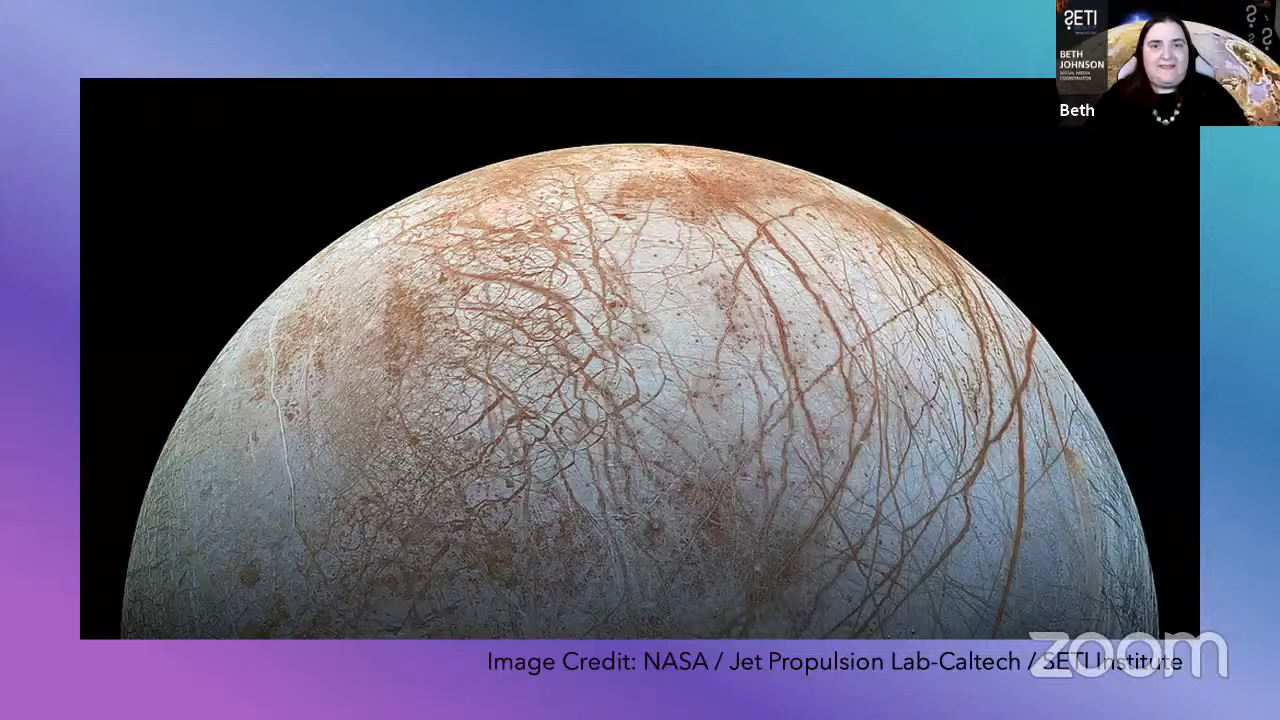 SETI
BETH
JOHNSON
SOCIAL MEDIA
COORDINATOR
Beth
Image Credit: NASA / Jet Propulsion Lab-Caltech / SETI Institute
zoom